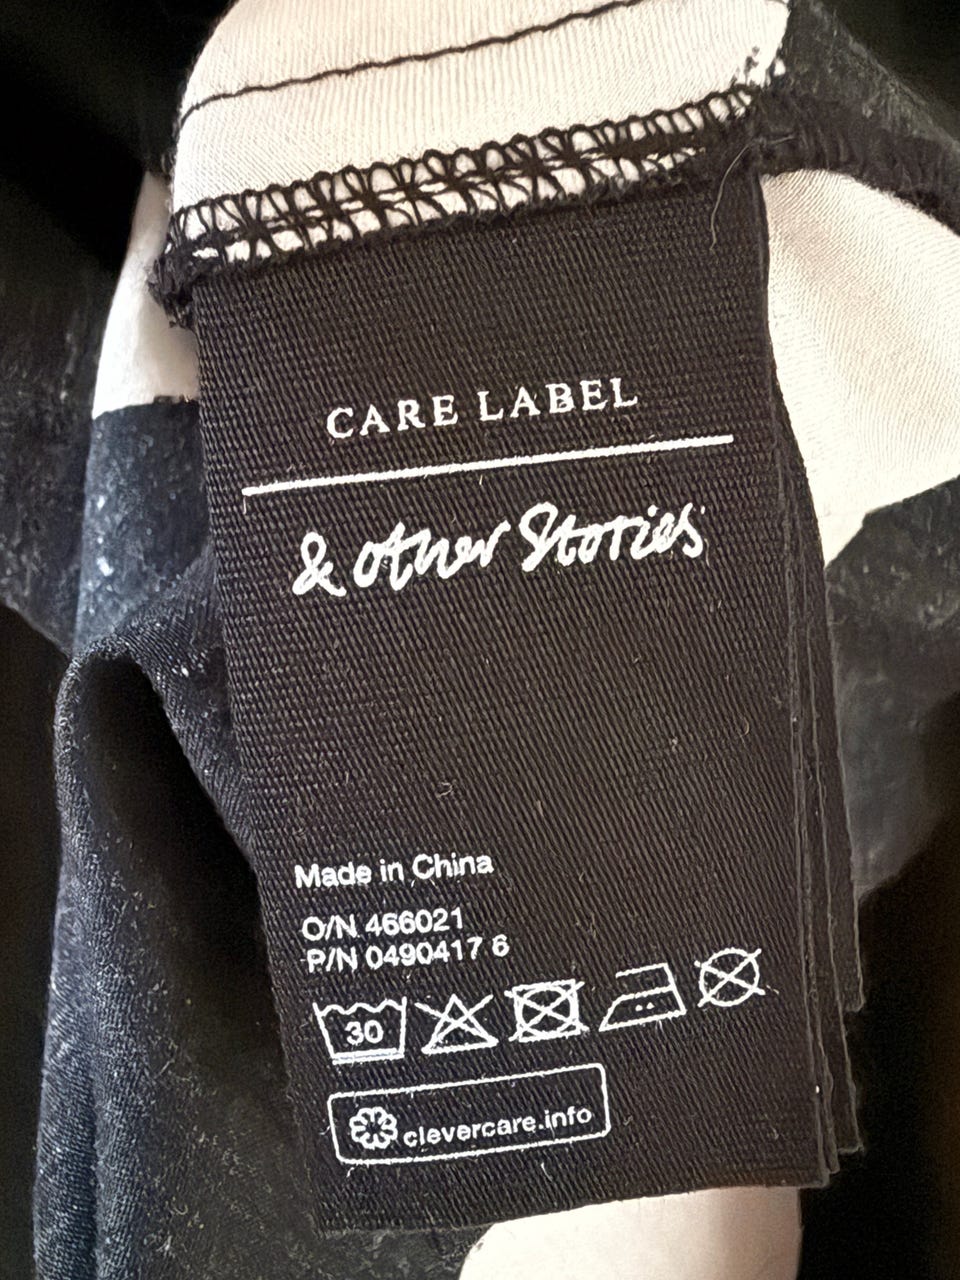 CARE LABEL
& other Stories
Made in China
O/N 466021
P/N 0490417 6
30
clevercare.info